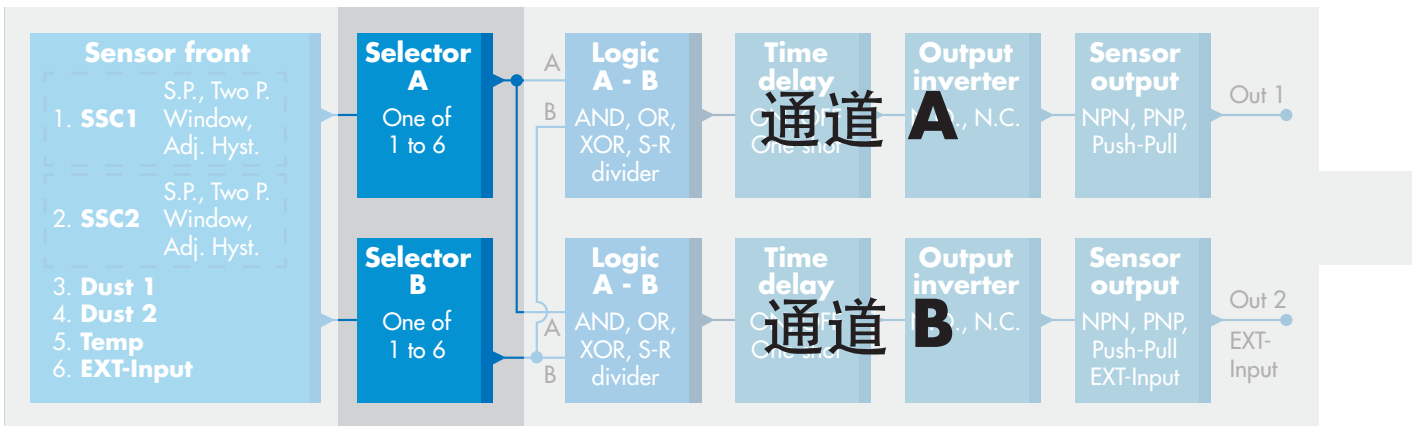 Sensor front
1. SSC1
S.P., Two P.
Window,
Adj. Hyst.
2. SSC2
S.P., Two P.
Window,
Adj. Hyst.
3. Dust 1
4. Dust 2
5. Temp
6. EXT-Input
Selector
A
One of
1 to 6
Selector
B
One of
1 to 6
A
B
Logic
A - B
AND, OR,
XOR, S-R
divider
Time
delay
One shot
Output
inverter
N.C.
Sensor
output
NPN, PNP,
Push-Pull
Out 1
通道 A
A
B
Logic
A - B
AND, OR,
XOR, S-R
divider
Time
delay
One shot
Output
inverter
N.C.
Sensor
output
NPN, PNP,
Push-Pull
EXT-Input
Out 2
EXT-
Input
通道 B